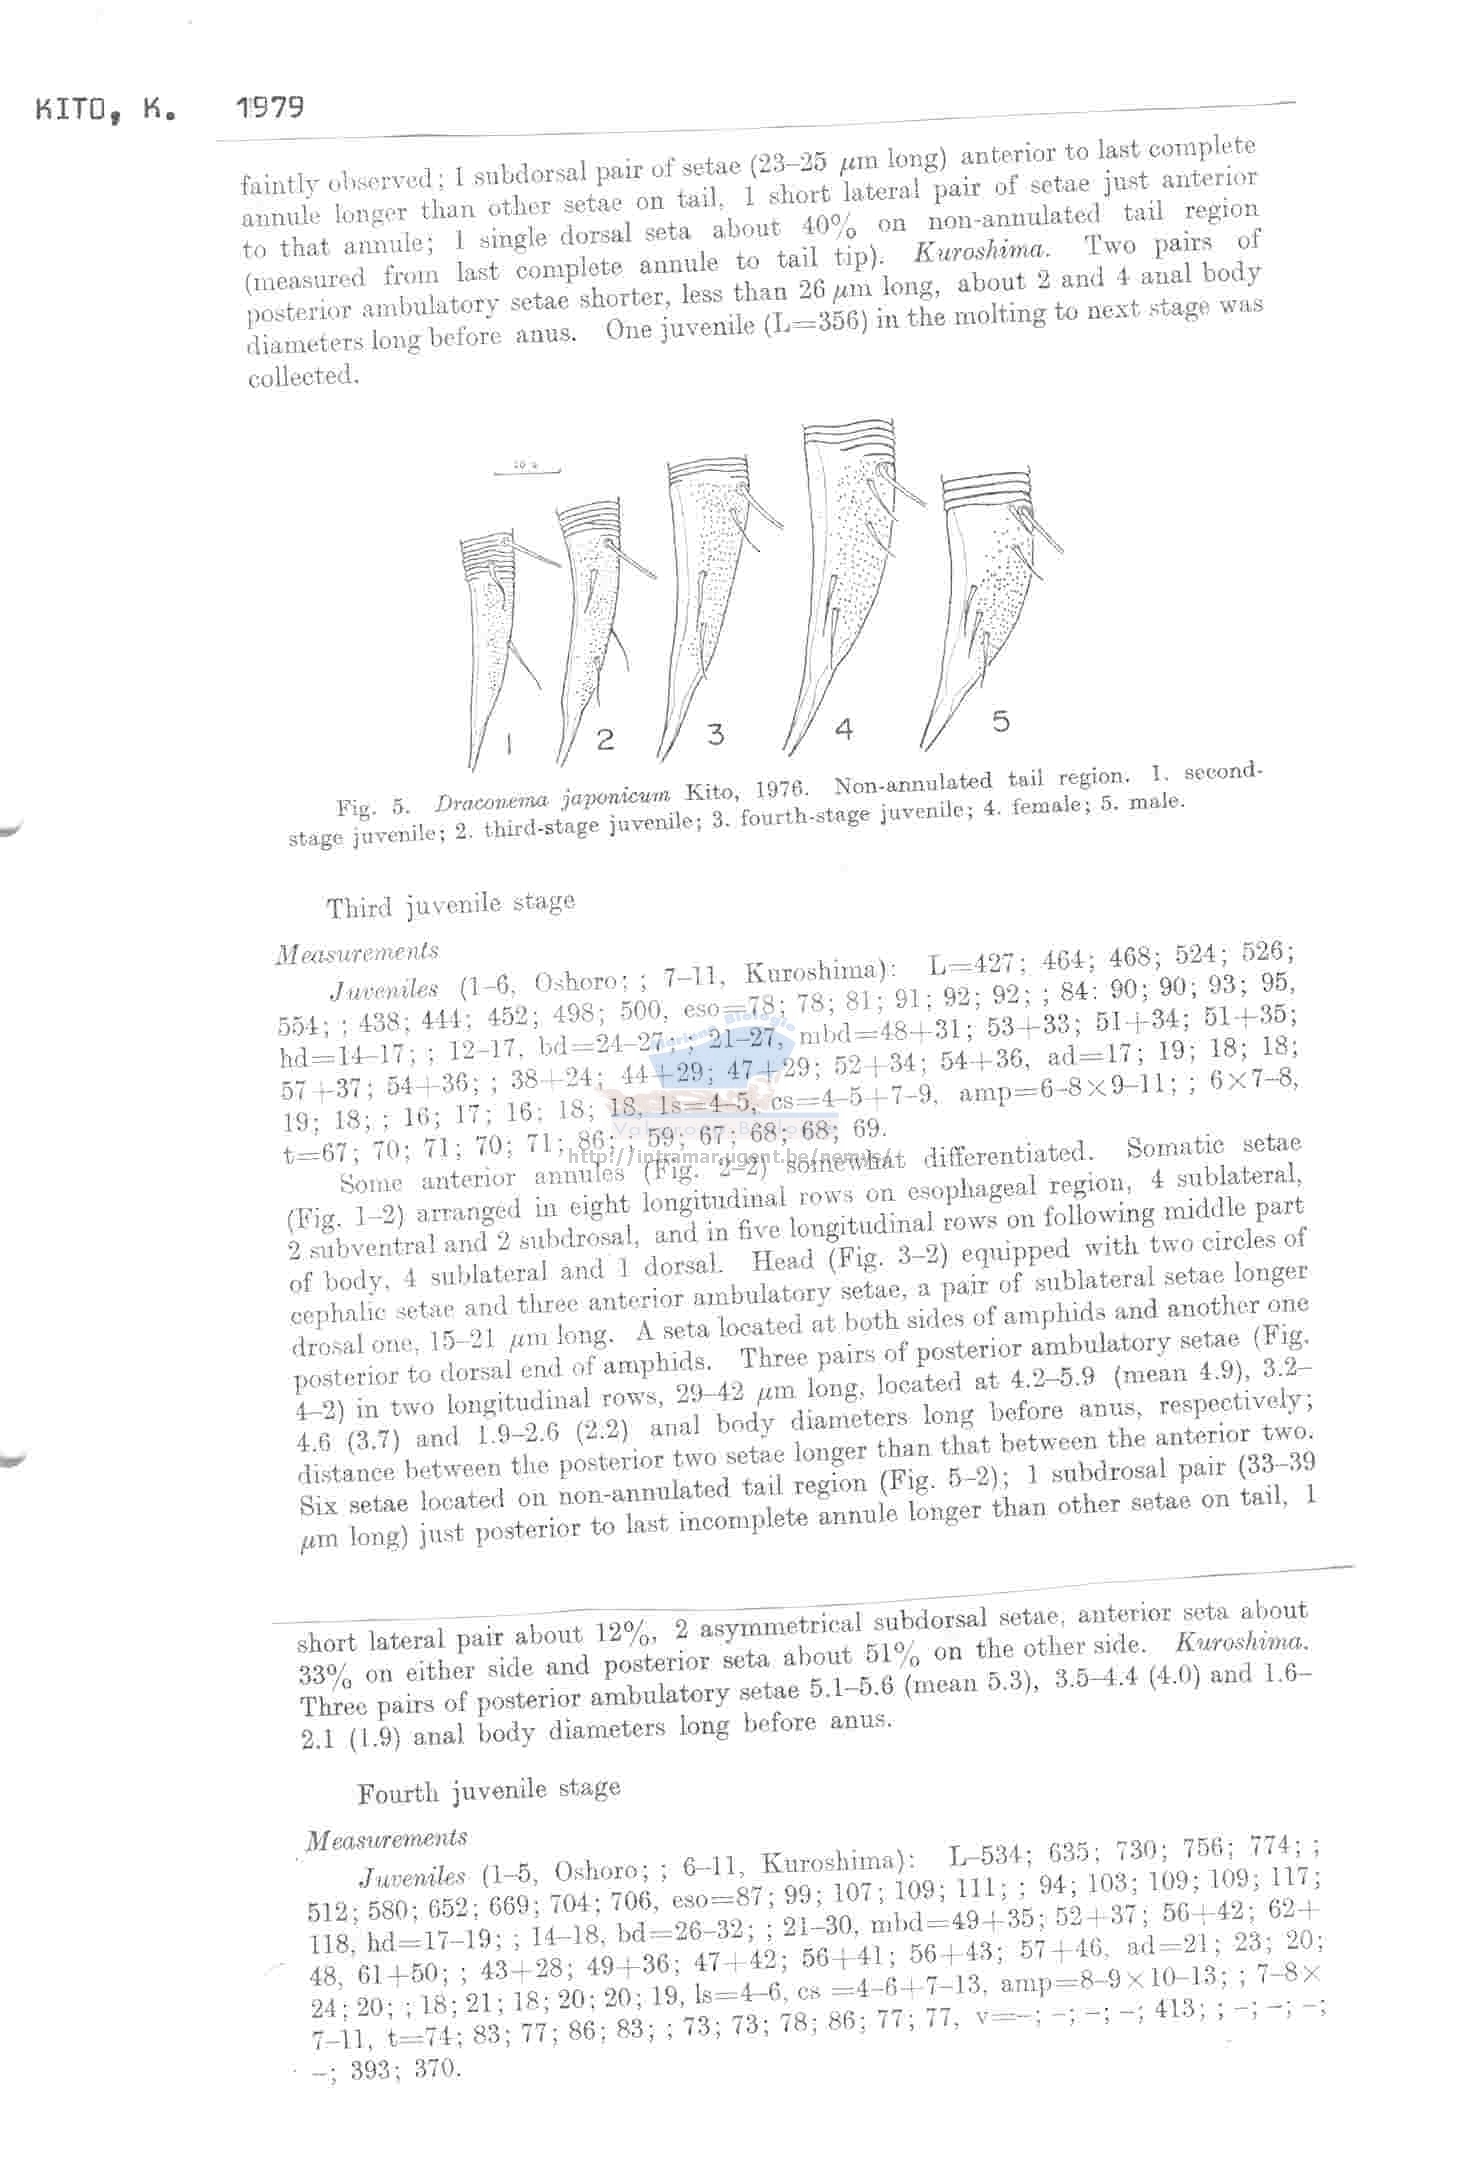 KITO, K. 1979
faintly observed; 1 subdorsal pair of setae (23–25 μm long) anterior to last complete
annule longer than other setae on tail, 1 short lateral pair of setae just anterior
to that annule; 1 single dorsal seta about 40% on non-annulated tail region
(measured from last complete annule to tail tip). Kuroshima. Two pairs of
posterior ambulatory setae shorter, less than 26 μm long, about 2 and 4 anal body
diameters long before anus. One juvenile (L=356) in the molting to next stage was
collected.
1 2 3 4 5
Fig. 5. Draconema japonicum Kito, 1976. Non-annulated tail region. 1. second-
stage juvenile; 2. third-stage juvenile; 3. fourth-stage juvenile; 4. female; 5. male.
Third juvenile stage
Measurements
Juveniles (1–6, Oshoro; ; 7–11, Kuroshima): L=427; 464; 468; 524; 526;
554; ; 438; 444; 452; 498; 500, eso=78; 78; 81; 91; 92; 92; ; 84: 90; 90; 93; 95,
hd=14–17; ; 12–17, bd=24–27; ; 21–27, mbd=48+31; 53+33; 51+34; 51+35;
57+37; 54+36; ; 38+24; 44+29; 47+29; 52+34; 54+36, ad=17; 19; 18; 18;
19; 18; ; 16; 17; 16; 18; 18, ls=4–5, cs=4–5+7–9, amp=6–8×9–11; ; 6×7–8,
t=67; 70; 71; 70; 71; 86; ; 59; 67; 68; 68; 69.
http://intramar.ugent.be/nemys/
Some anterior annules (Fig. 2–2) somewhat differentiated. Somatic setae
(Fig. 1–2) arranged in eight longitudinal rows on esophageal region, 4 sublateral,
2 subventral and 2 subdrosal, and in five longitudinal rows on following middle part
of body, 4 sublateral and 1 dorsal. Head (Fig. 3–2) equipped with two circles of
cephalic setae and three anterior ambulatory setae, a pair of sublateral setae longer
drosal one, 15–21 μm long. A seta located at both sides of amphids and another one
posterior to dorsal end of amphids. Three pairs of posterior ambulatory setae (Fig.
4–2) in two longitudinal rows, 29–42 μm long, located at 4.2–5.9 (mean 4.9), 3.2–
4.6 (3.7) and 1.9–2.6 (2.2) anal body diameters long before anus, respectively;
distance between the posterior two setae longer than that between the anterior two.
Six setae located on non-annulated tail region (Fig. 5–2); 1 subdrosal pair (33–39
μm long) just posterior to last incomplete annule longer than other setae on tail, 1
short lateral pair about 12%, 2 asymmetrical subdorsal setae, anterior seta about
33% on either side and posterior seta about 51% on the other side. Kuroshima.
Three pairs of posterior ambulatory setae 5.1–5.6 (mean 5.3), 3.5–4.4 (4.0) and 1.6–
2.1 (1.9) anal body diameters long before anus.
Fourth juvenile stage
Measurements
Juveniles (1–5, Oshoro; ; 6–11, Kuroshima): L–534; 635; 730; 756; 774; ;
512; 580; 652; 669; 704; 706, eso=87; 99; 107; 109; 111; ; 94; 103; 109; 109; 117;
118, hd=17–19; ; 14–18, bd=26–32; ; 21–30, mbd=49+35; 52+37; 56+42; 62+
48, 61+50; ; 43+28; 49+36; 47+42; 56+41; 56+43; 57+46, ad=21; 23; 20;
24; 20; ; 18; 21; 18; 20; 20; 19, ls=4–6, cs =4–6+7–13, amp=8–9×10–13; ; 7–8×
7–11, t=74; 83; 77; 86; 83; ; 73; 73; 78; 86; 77; 77, v=–; –; –; –; 413; ; –; –; –;
–; 393; 370.